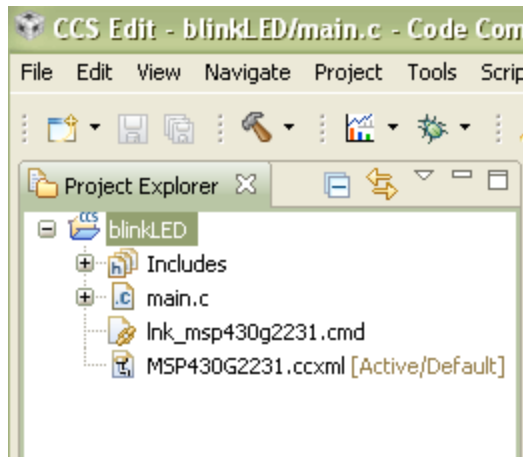 CCS Edit - blinkLED/main.c - Code Com
File Edit View Navigate Project Tools Scrip
Project Explorer
CCS
blinkLED
h Includes
.c main.c
lnk_msp430g2231.cmd
MSP430G2231.ccxml [Active/Default]